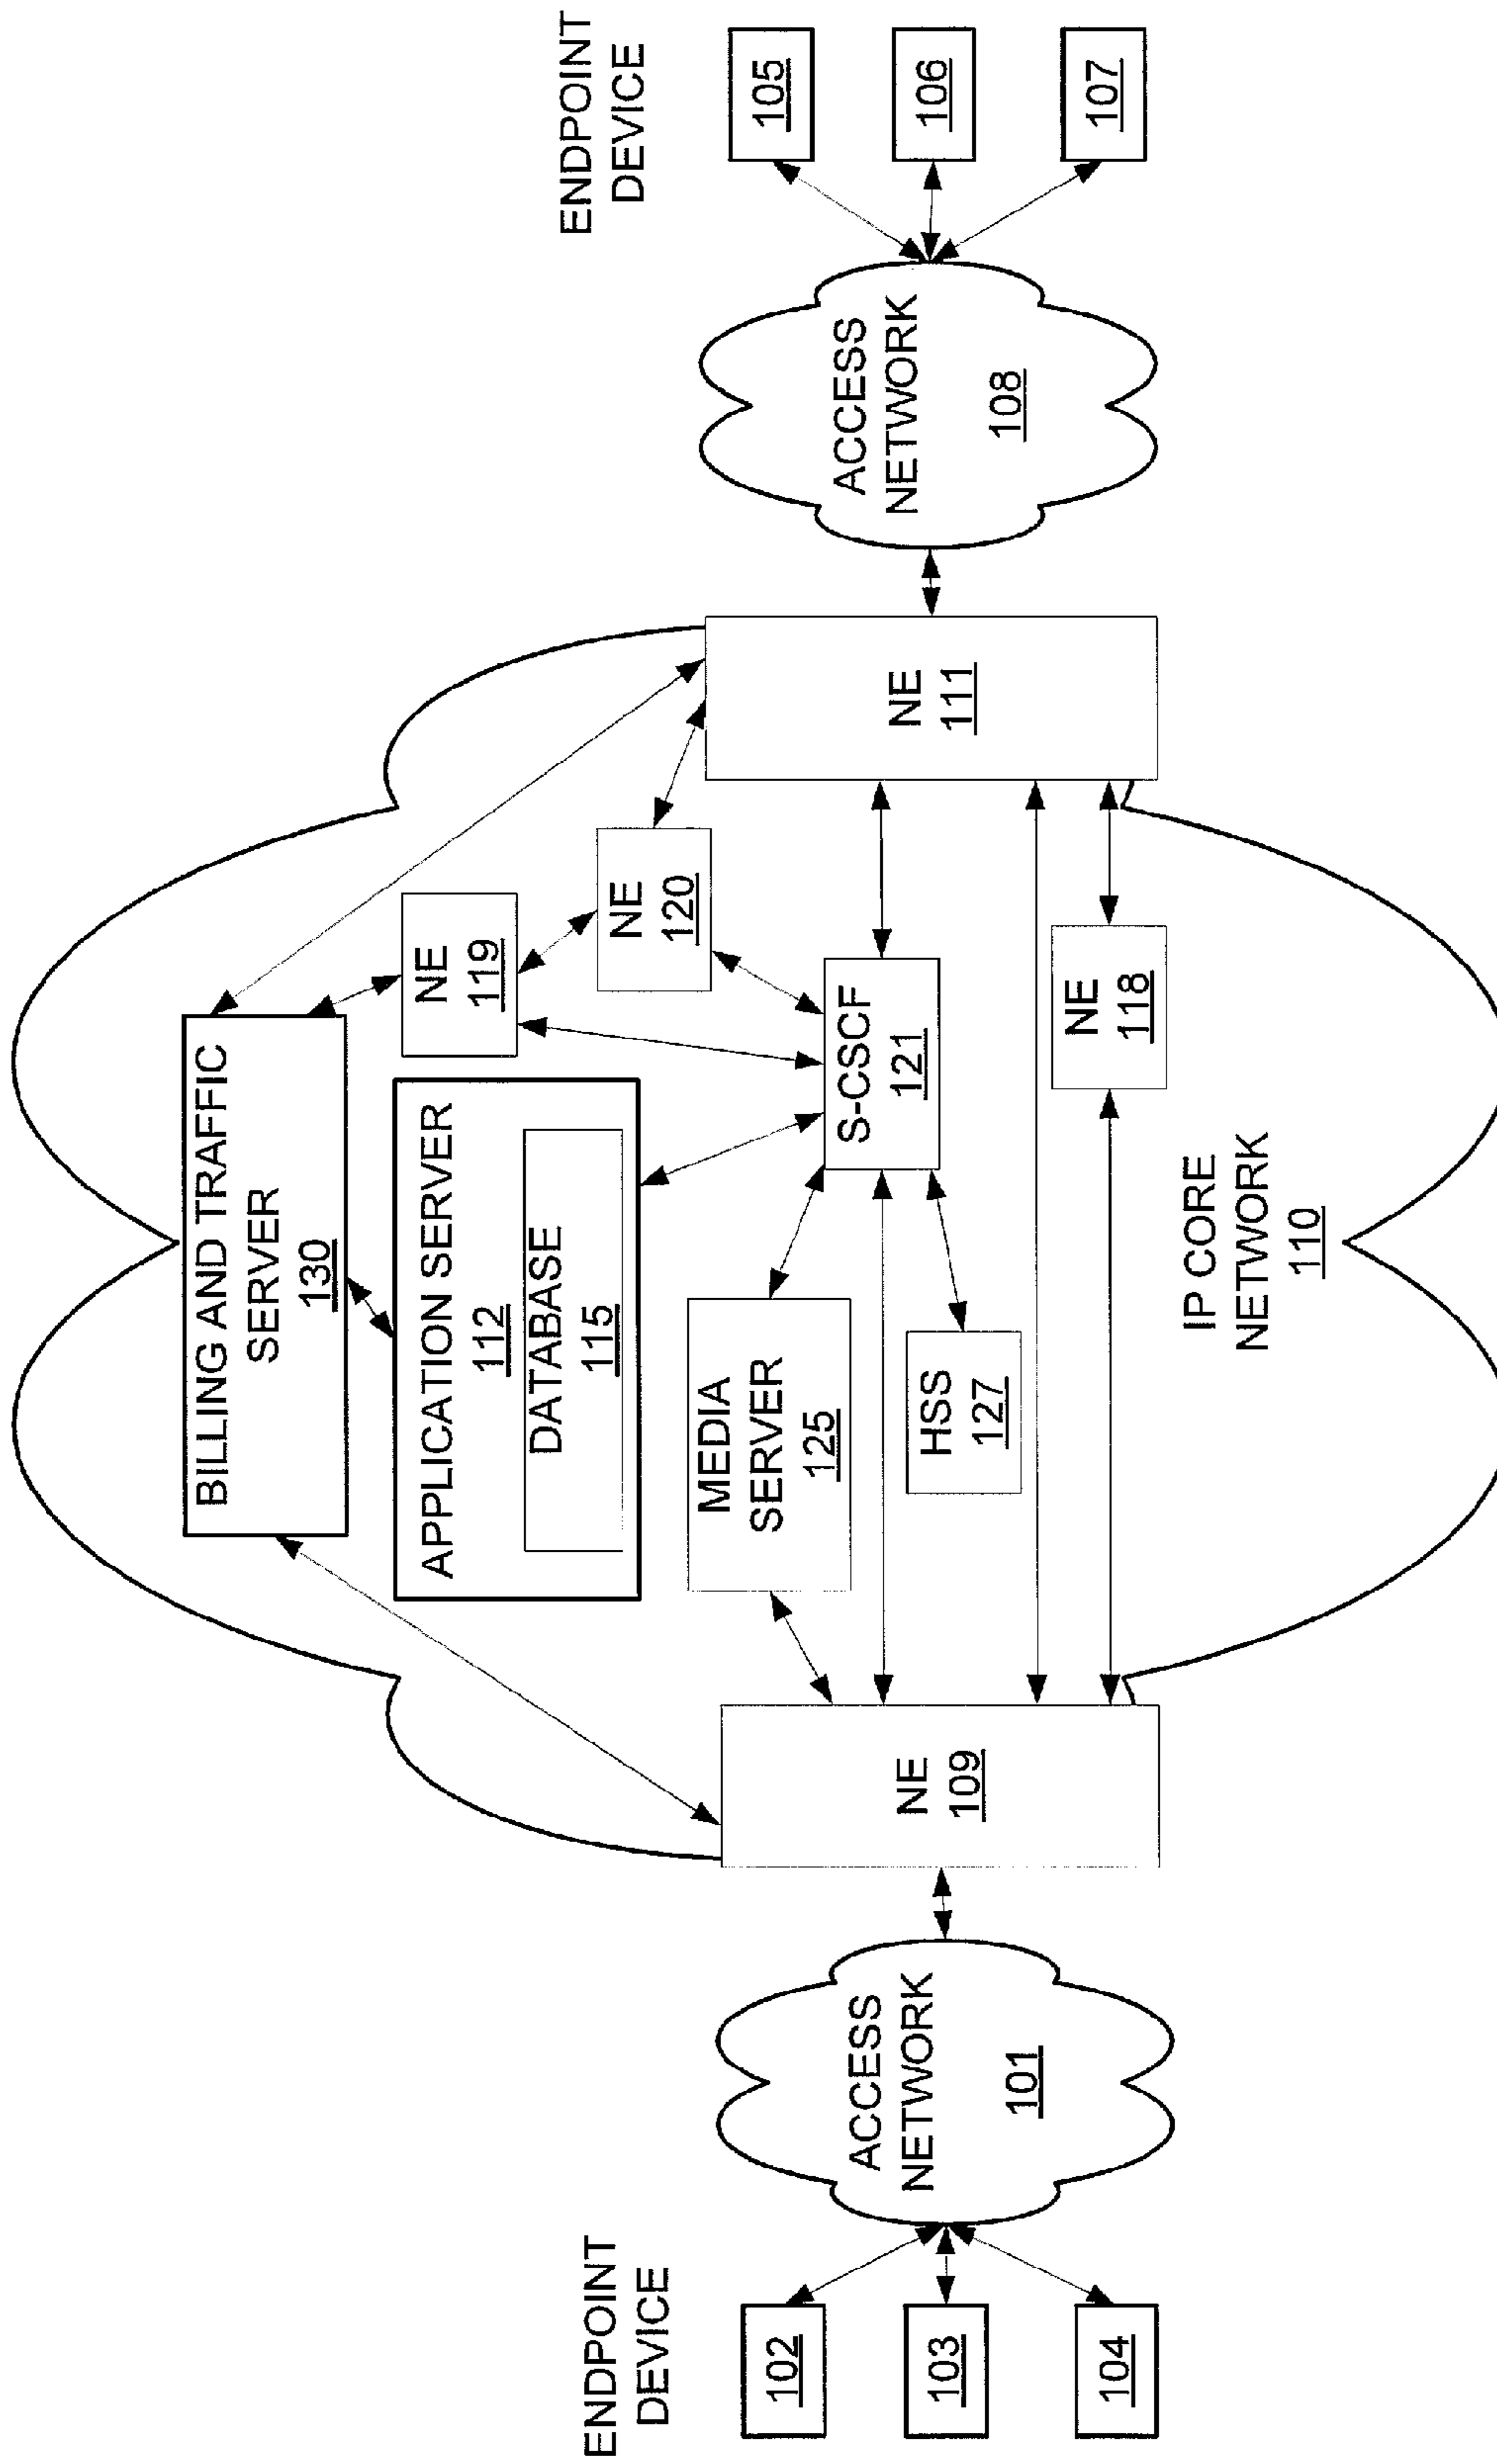 BILLING AND TRAFFIC
SERVER
130
APPLICATION SERVER
112
DATABASE
115
NE
119
NE
120
MEDIA
SERVER
125
S-CSCF
121
HSS
127
NE
118
NE
109
NE
111
IP CORE
NETWORK
110
ENDPOINT
DEVICE
102
103
104
ACCESS
NETWORK
101
ACCESS
NETWORK
108
ENDPOINT
DEVICE
105
106
107